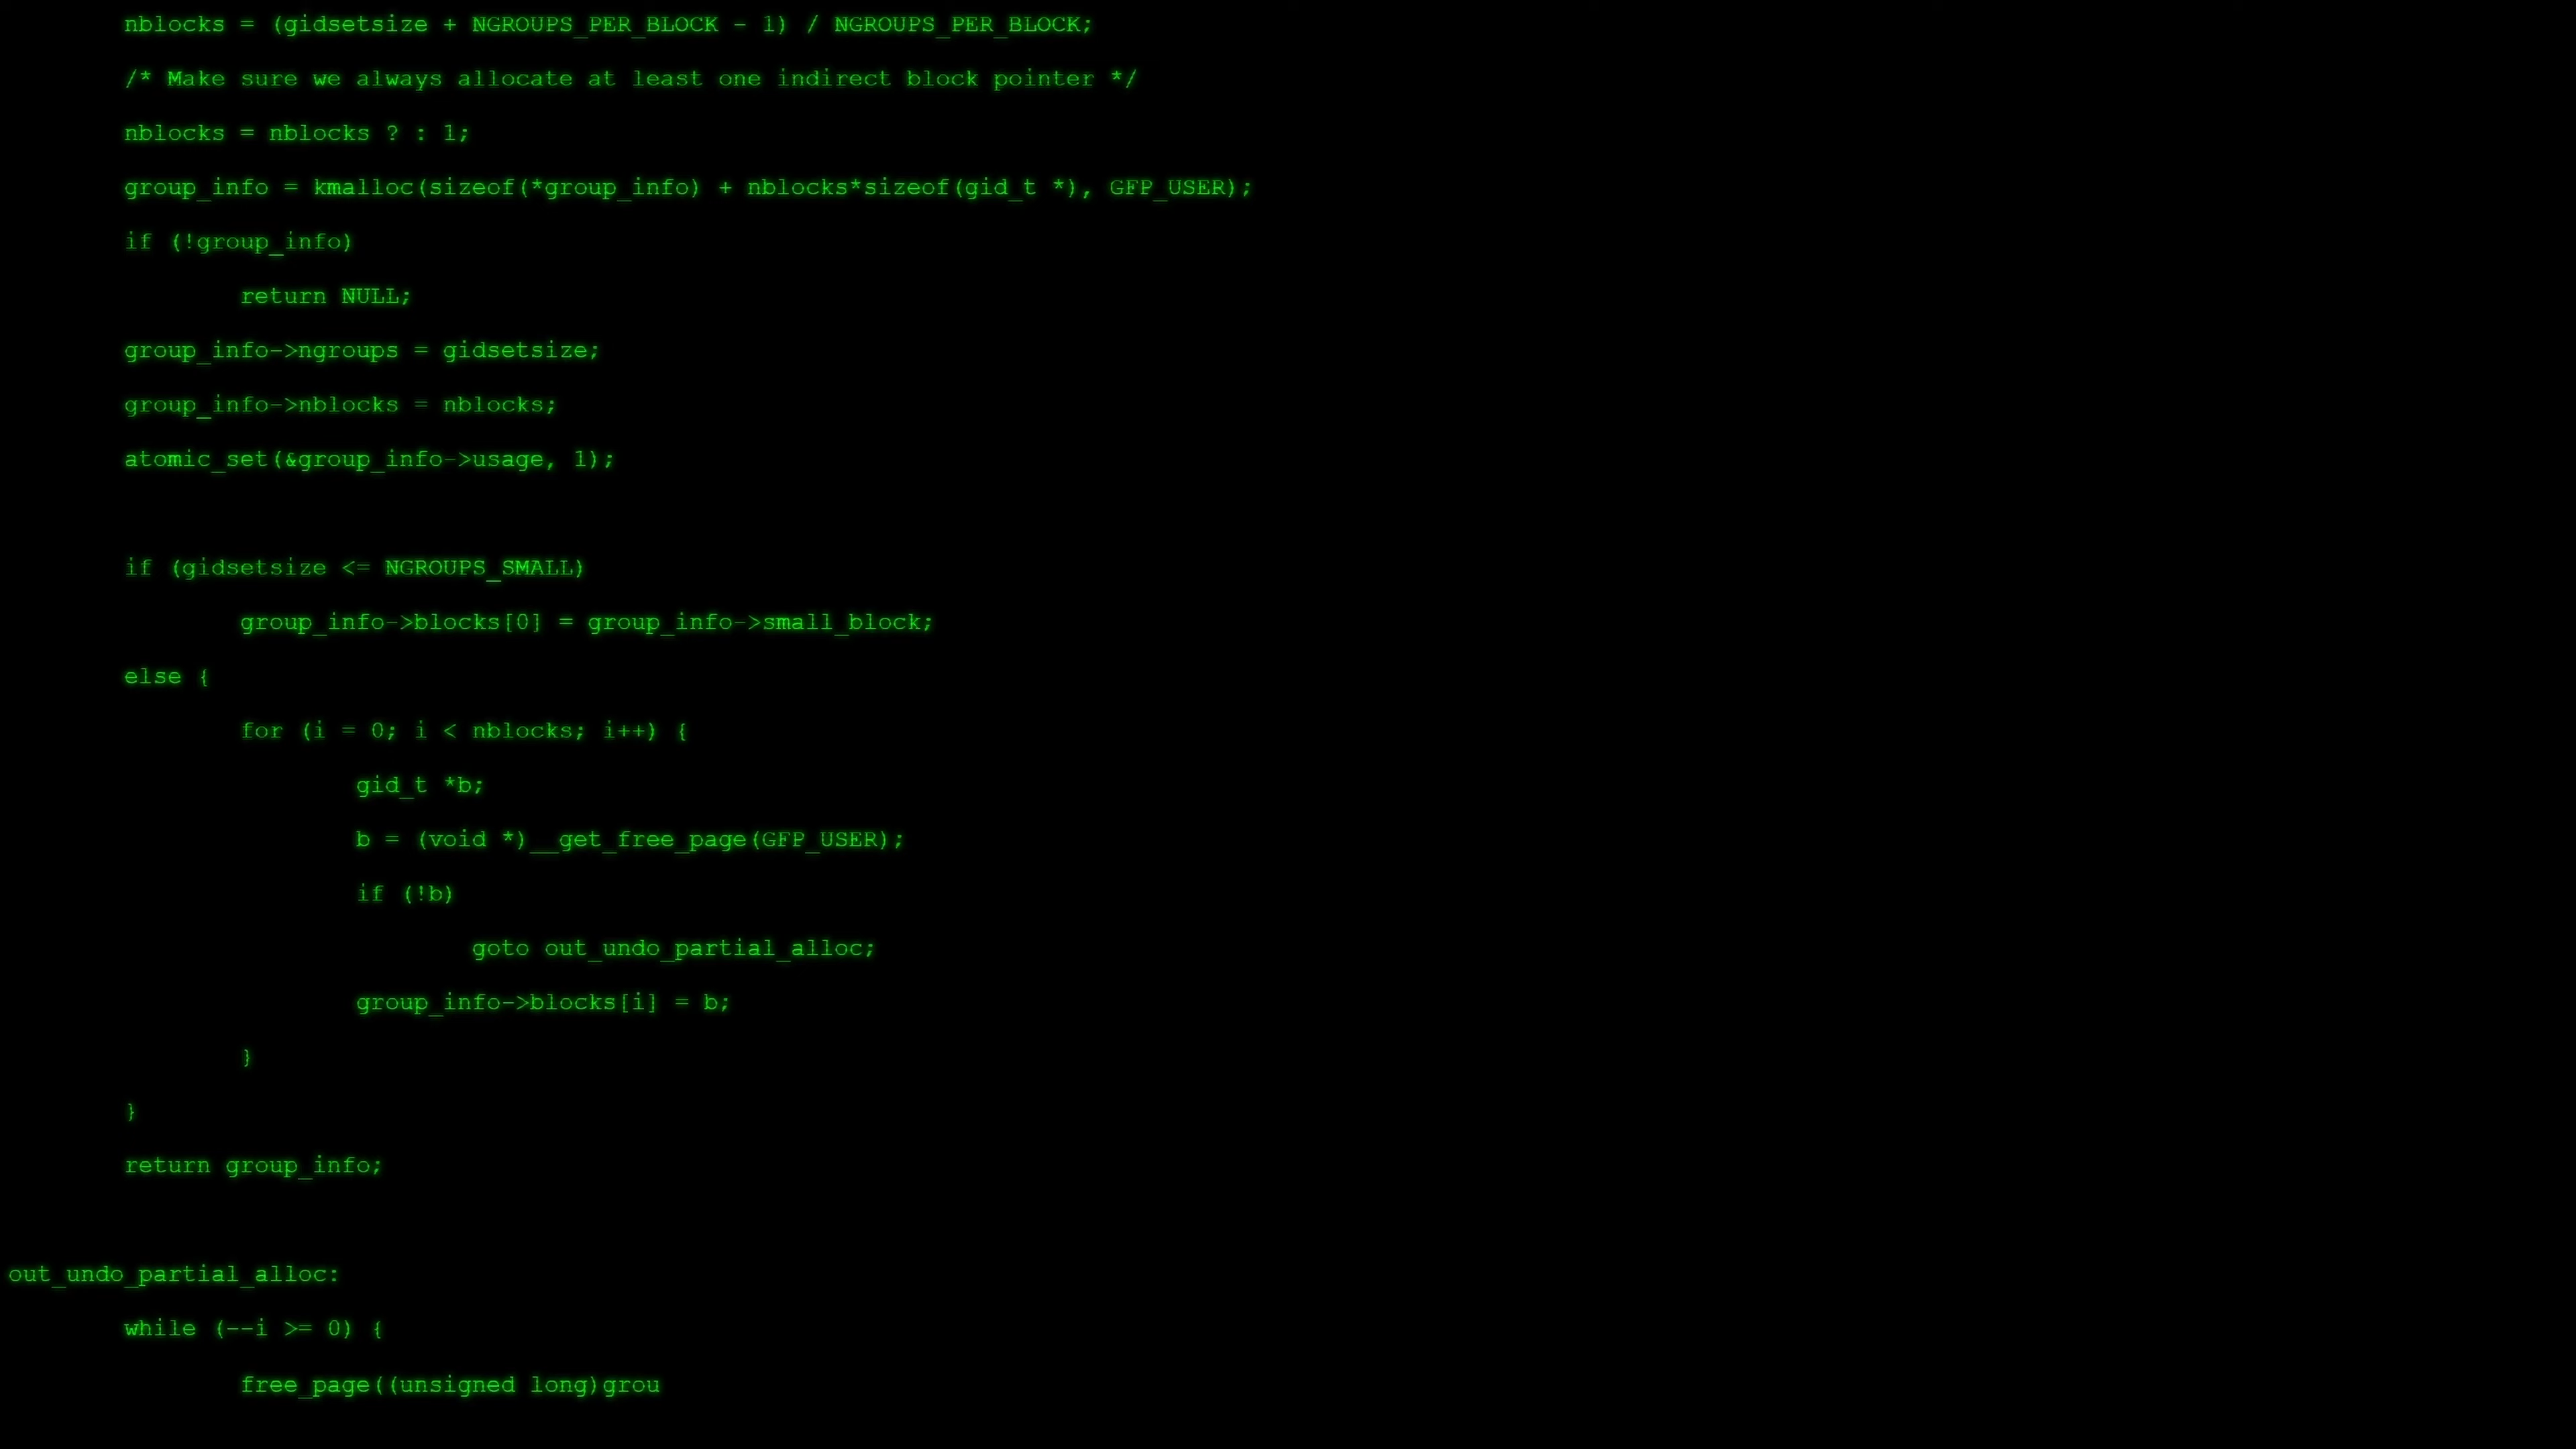 nblocks = (gidsetsize + NGROUPS_PER_BLOCK - 1) / NGROUPS_PER_BLOCK;
/* Make sure we always allocate at least one indirect block pointer */
nblocks = nblocks ? : 1;
group_info = kmalloc(sizeof(*group_info) + nblocks*sizeof(gid_t *), GFP_USER);
if (!group_info)
return NULL;
group_info->ngroups = gidsetsize;
group_info->nblocks = nblocks;
atomic_set(&group_info->usage, 1);
if (gidsetsize <= NGROUPS_SMALL)
group_info->blocks[0] = group_info->small_block;
else {
for (i = 0; i < nblocks; i++) {
gid_t *b;
b = (void *)__get_free_page(GFP_USER);
if (!b)
goto out_undo_partial_alloc;
group_info->blocks[i] = b;
}
}
return group_info;
out_undo_partial_alloc:
while (--i >= 0) {
free_page((unsigned long)grou